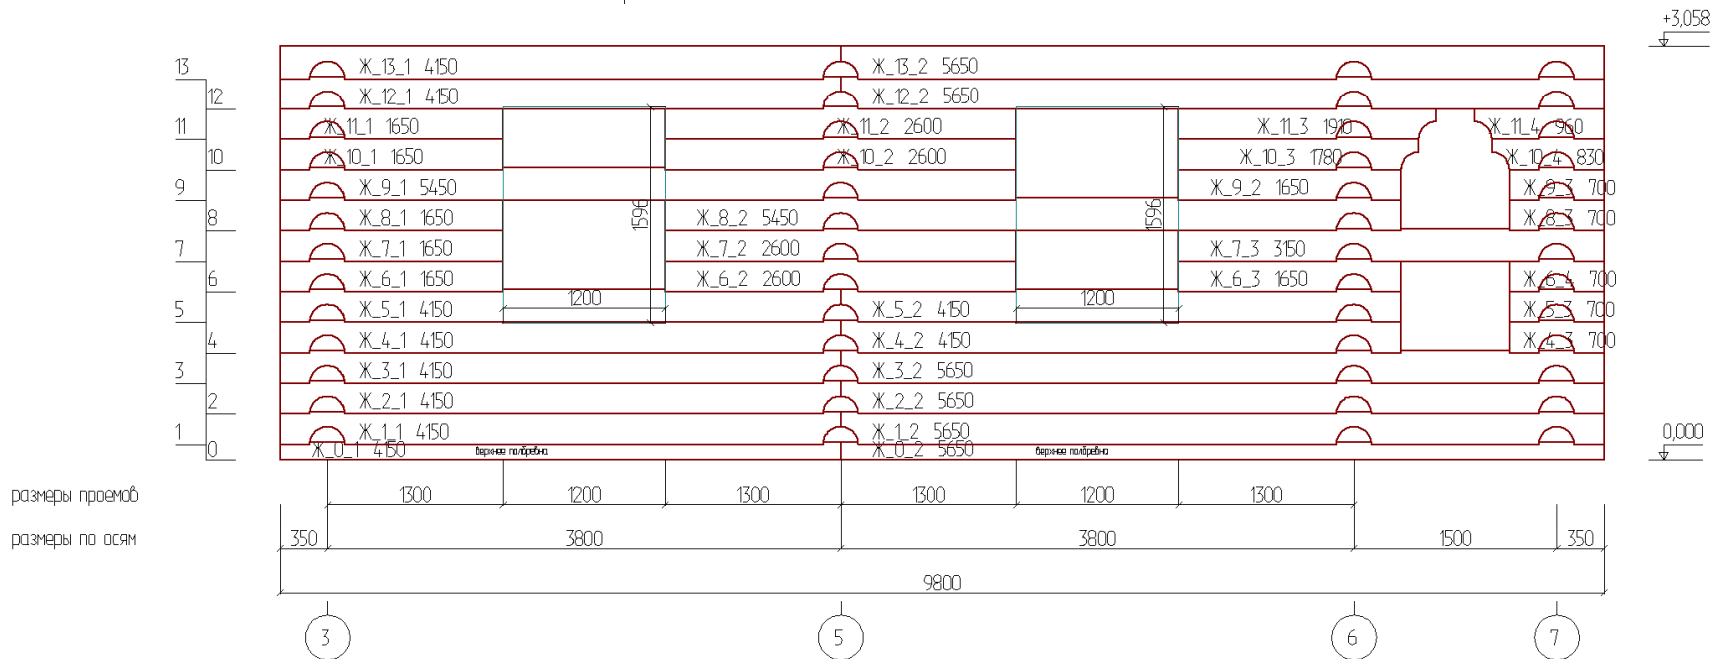 +3,058
13 Ж_13_1 4150 Ж_13_2 5650
12 Ж_12_1 4150 Ж_12_2 5650
11 Ж_11_1 1650 Ж_11_2 2600 Ж_11_3 1910 Ж_11_4 960
10 Ж_10_1 1650 Ж_10_2 2600 Ж_10_3 1780 Ж_10_4 830
9 Ж_9_1 5450 Ж_9_2 1650 Ж_9_3 700
8 Ж_8_1 1650 1596 Ж_8_2 5450 1596 Ж_8_3 700
7 Ж_7_1 1650 Ж_7_2 2600 Ж_7_3 3150
6 Ж_6_1 1650 Ж_6_2 2600 Ж_6_3 1650 Ж_6_4 700
1200 1200
5 Ж_5_1 4150 Ж_5_2 4150 Ж_5_3 700
4 Ж_4_1 4150 Ж_4_2 4150 Ж_4_3 700
3 Ж_3_1 4150 Ж_3_2 5650
2 Ж_2_1 4150 Ж_2_2 5650
1 Ж_1_1 4150 Ж_1_2 5650 0,000
0 Ж_0_1 4150 верхнее полбревна Ж_0_2 5650 верхнее полбревна
размеры проемов 1300 1200 1300 1300 1200 1300
размеры по осям 350 3800 3800 1500 350
9800
3 5 6 7